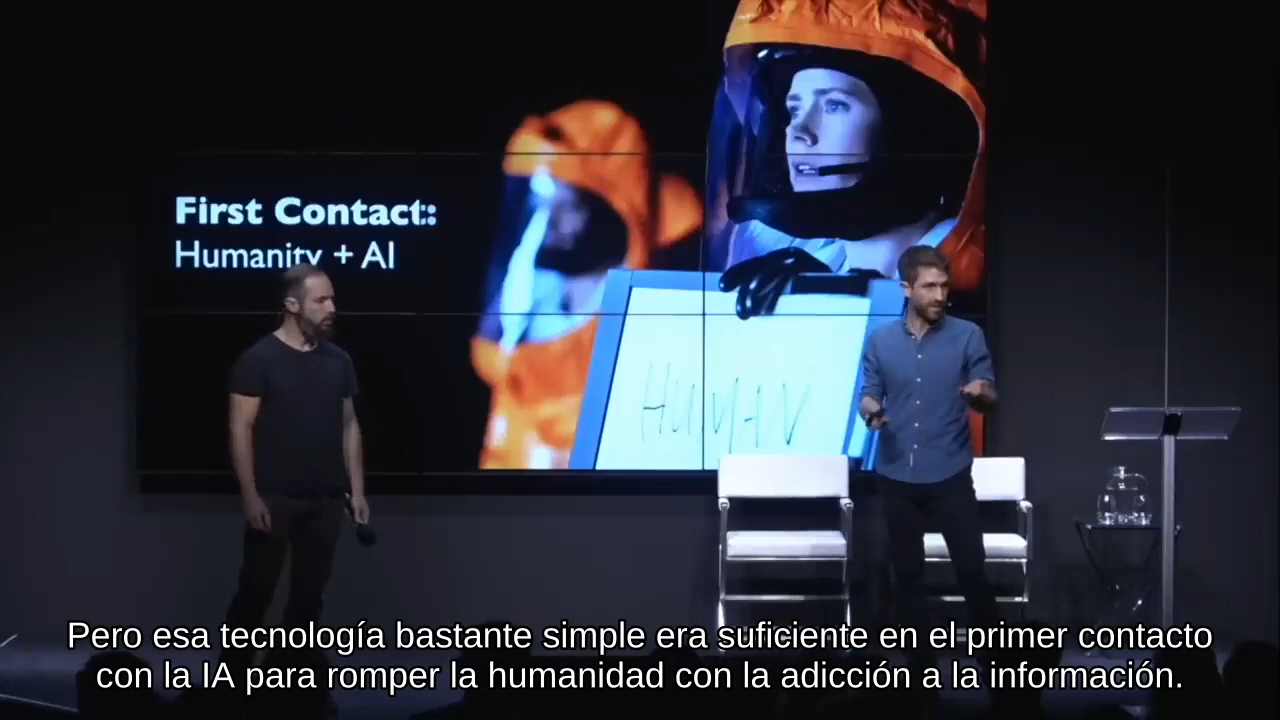 First Contact::
Humanity + AI
HUMAN
Pero esa tecnología bastante simple era suficiente en el primer contacto
con la IA para romper la humanidad con la adicción a la información.